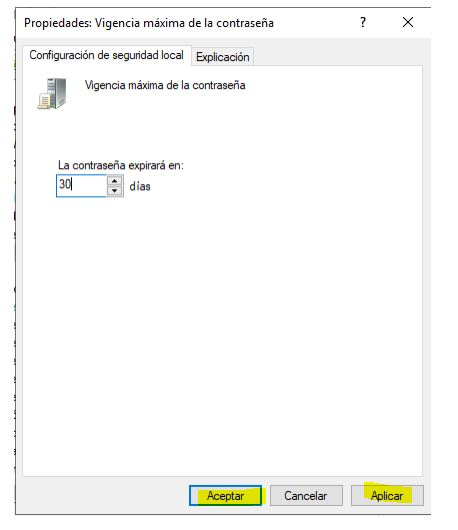 Propiedades: Vigencia máxima de la contraseña ? ×
Configuración de seguridad local Explicación
Vigencia máxima de la contraseña
La contraseña expirará en:
30 días
Aceptar Cancelar Aplicar